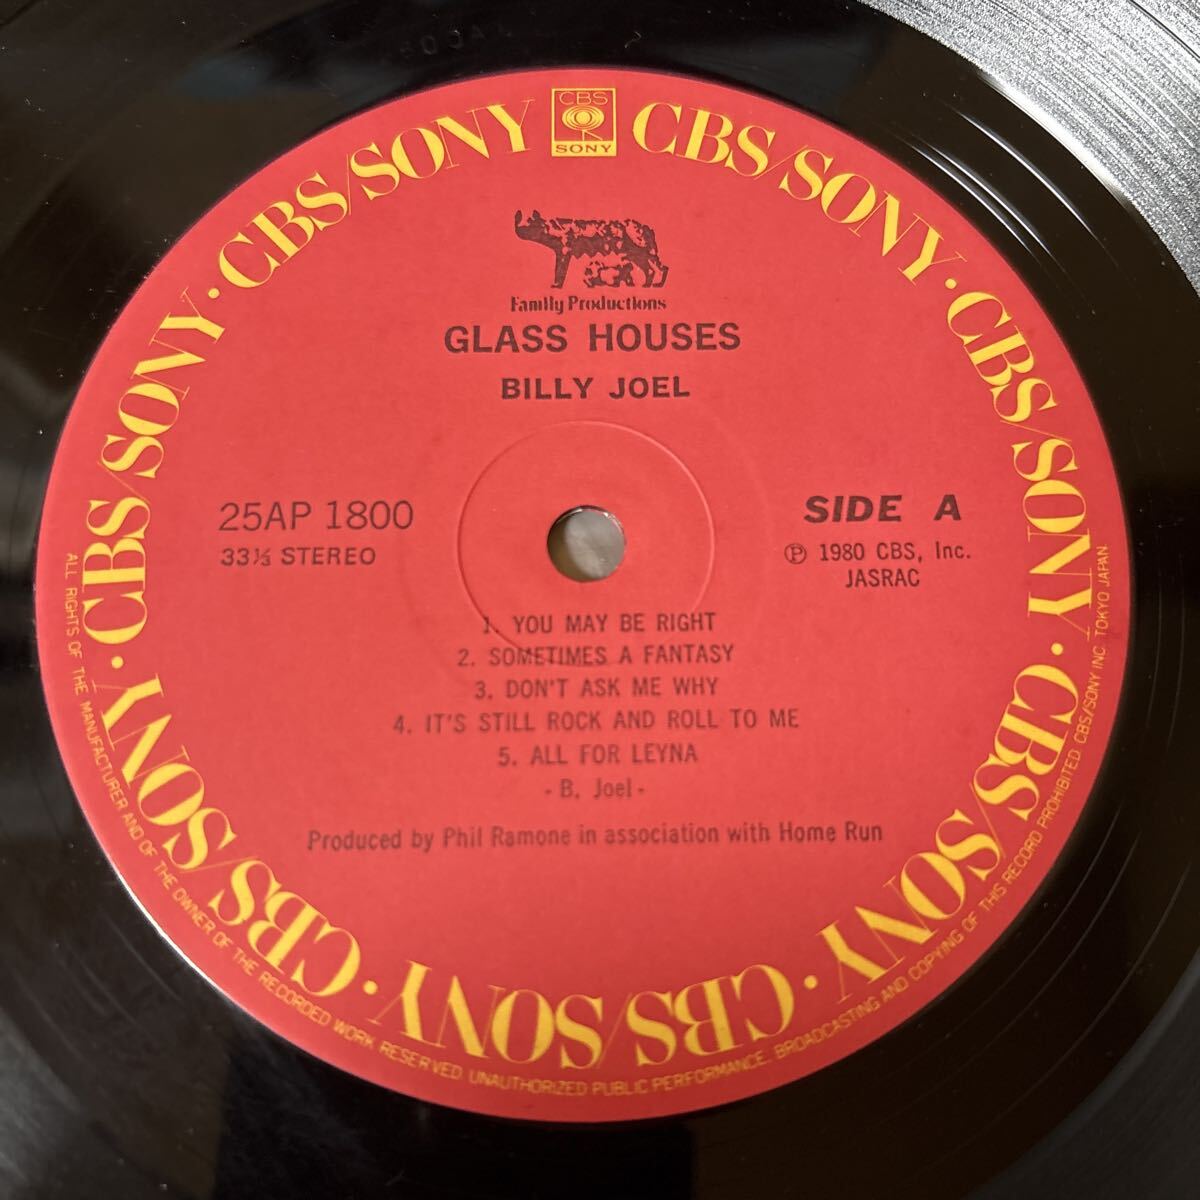 CBS
SONY
CBS/SONY · CBS/SONY · CBS/SONY · CBS/SONY · CBS/SONY · CBS/SONY · CBS/SONY · CBS/SONY · CBS/SONY
Family Productions
GLASS HOUSES
BILLY JOEL
25AP 1800
33⅓ STEREO
SIDE A
Ⓟ 1980 CBS, Inc.
JASRAC
1. YOU MAY BE RIGHT
2. SOMETIMES A FANTASY
3. DON'T ASK ME WHY
4. IT'S STILL ROCK AND ROLL TO ME
5. ALL FOR LEYNA
- B. Joel -
Produced by Phil Ramone in association with Home Run
ALL RIGHTS OF THE MANUFACTURER AND OF THE OWNER OF THE RECORDED WORK RESERVED. UNAUTHORIZED PUBLIC PERFORMANCE, BROADCASTING AND COPYING OF THIS RECORD PROHIBITED. CBS/SONY INC. TOKYO JAPAN